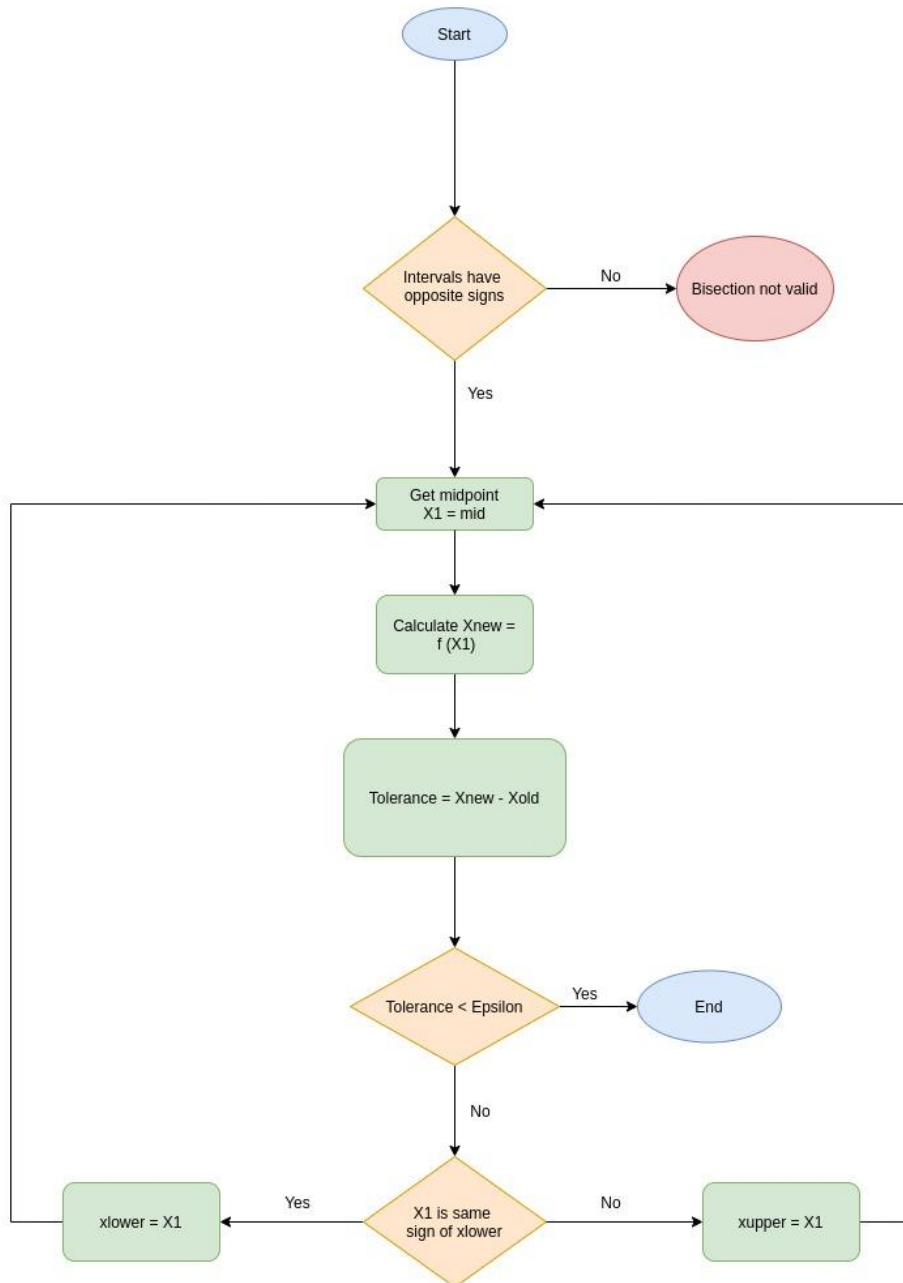 Start
Intervals have
opposite signs
No
Bisection not valid
Yes
Get midpoint
X1 = mid
Calculate Xnew =
f (X1)
Tolerance = Xnew - Xold
Tolerance < Epsilon
Yes
End
No
xlower = X1
Yes
X1 is same
sign of xlower
No
xupper = X1